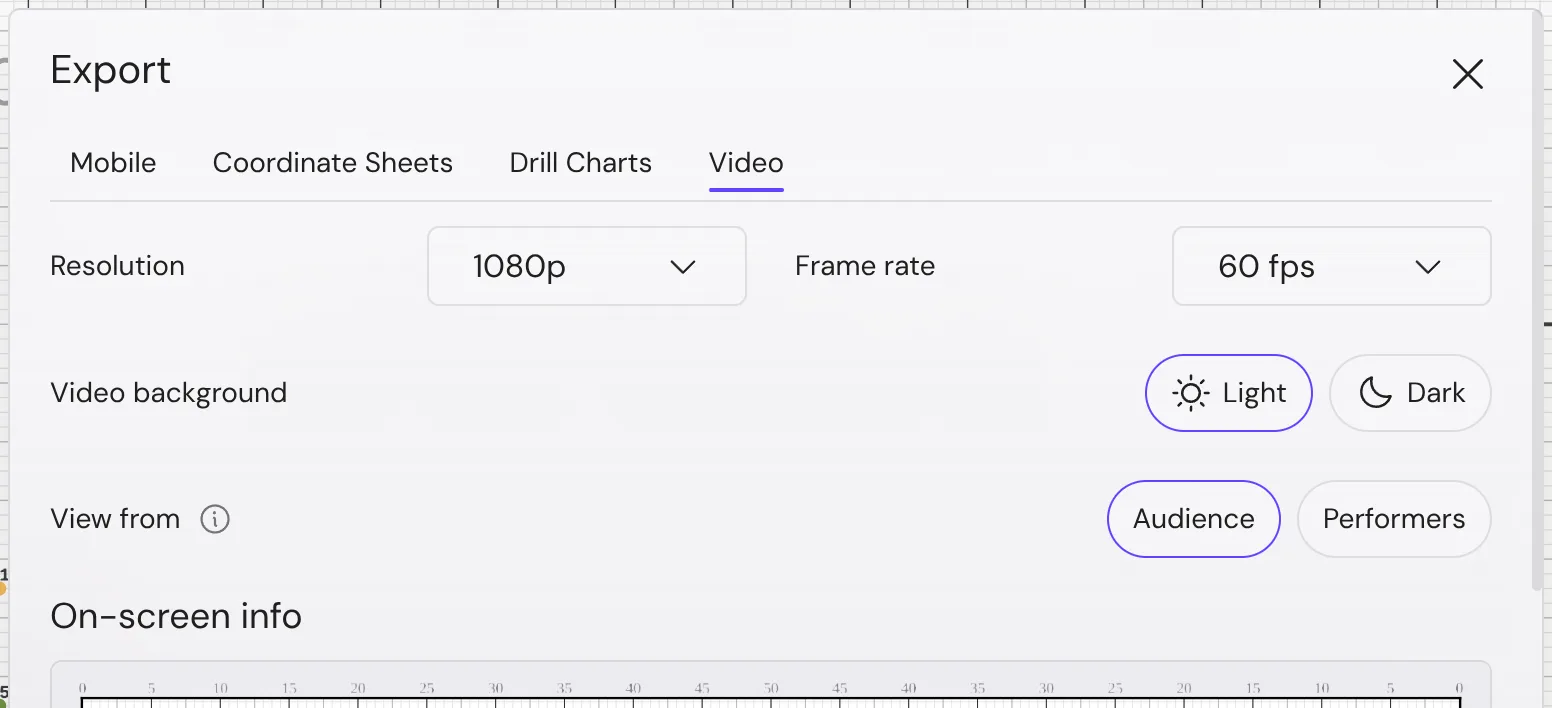 Export
Mobile Coordinate Sheets Drill Charts Video
Resolution 1080p Frame rate 60 fps
Video background Light Dark
View from Audience Performers
1
On-screen info
5
0 5 10 15 20 25 30 35 40 45 50 45 40 35 30 25 20 15 10 5 0